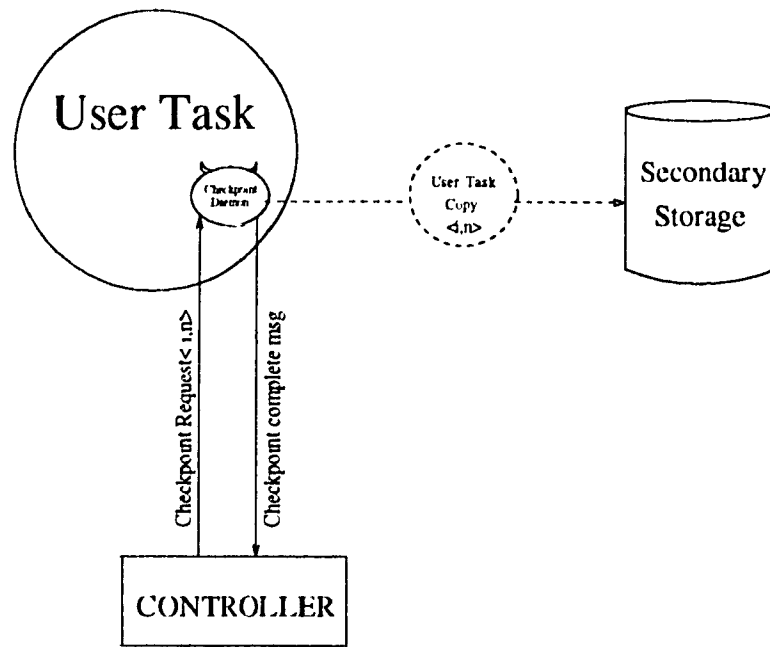 User Task
Checkpoint
Daemon
User Task
Copy
<i,n>
Secondary
Storage
Checkpoint Request< i,n>
Checkpoint complete msg
CONTROLLER